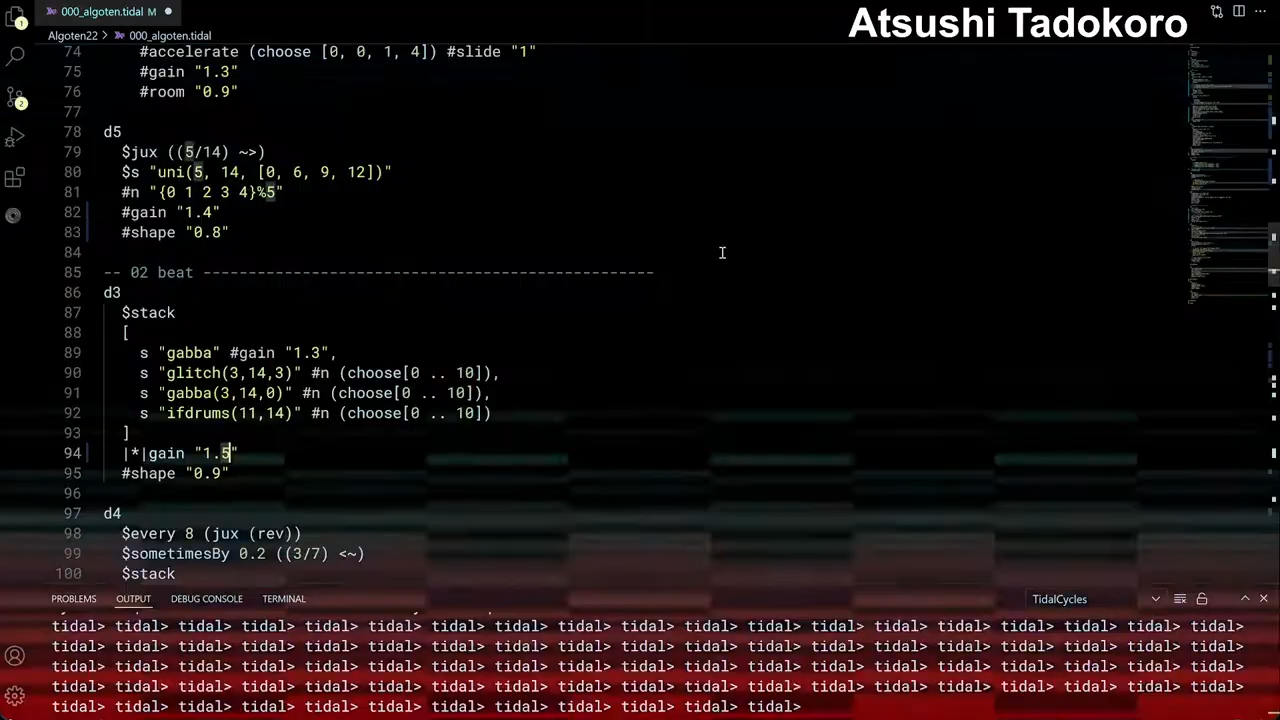 000_algoten.tidal M
Atsushi Tadokoro
Algoten22 > 000_algoten.tidal
1
2
74 #accelerate (choose [0, 0, 1, 4]) #slide "1"
75 #gain "1.3"
76 #room "0.9"
77
78 d5
79 $jux ((5/14) ~>)
80 $s "uni(5, 14, [0, 6, 9, 12])"
81 #n "{0 1 2 3 4}%5"
82 #gain "1.4"
83 #shape "0.8"
84
85 -- 02 beat --------------------------------------------------
86 d3
87 $stack
88 [
89 s "gabba" #gain "1.3",
90 s "glitch(3,14,3)" #n (choose[0 .. 10]),
91 s "gabba(3,14,0)" #n (choose[0 .. 10]),
92 s "ifdrums(11,14)" #n (choose[0 .. 10])
93 ]
94 |*|gain "1.5"
95 #shape "0.9"
96
97 d4
98 $every 8 (jux (rev))
99 $sometimesBy 0.2 ((3/7) <~)
100 $stack
PROBLEMS OUTPUT DEBUG CONSOLE TERMINAL TidalCycles
tidal> tidal> tidal> tidal> tidal> tidal> tidal> tidal> tidal> tidal> tidal> tidal> tidal> tidal> tidal> tidal> tidal> tidal> tidal>
tidal> tidal> tidal> tidal> tidal> tidal> tidal> tidal> tidal> tidal> tidal> tidal> tidal> tidal> tidal> tidal> tidal> tidal> tidal>
tidal> tidal> tidal> tidal> tidal> tidal> tidal> tidal> tidal> tidal> tidal> tidal> tidal> tidal> tidal> tidal> tidal> tidal> tidal>
tidal> tidal> tidal> tidal> tidal> tidal> tidal> tidal> tidal> tidal> tidal> tidal> tidal> tidal> tidal> tidal> tidal> tidal> tidal>
tidal> tidal> tidal> tidal> tidal> tidal> tidal> tidal> tidal> tidal> tidal> tidal>